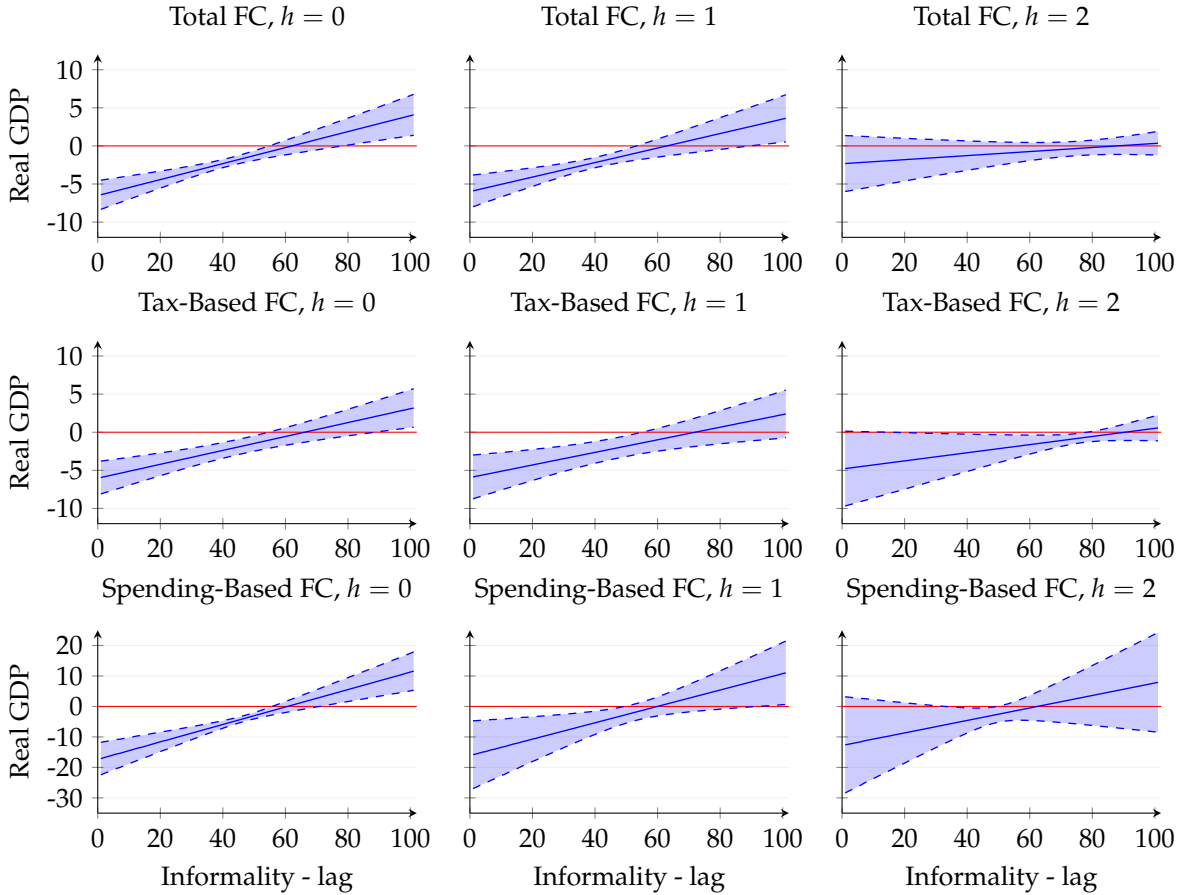 Total FC, h = 0
Total FC, h = 1
Total FC, h = 2
Real GDP
10
5
0
-5
-10
0 20 40 60 80 100
0 20 40 60 80 100
0 20 40 60 80 100
Tax-Based FC, h = 0
Tax-Based FC, h = 1
Tax-Based FC, h = 2
Real GDP
10
5
0
-5
-10
0 20 40 60 80 100
0 20 40 60 80 100
0 20 40 60 80 100
Spending-Based FC, h = 0
Spending-Based FC, h = 1
Spending-Based FC, h = 2
Real GDP
20
10
0
-10
-20
-30
0 20 40 60 80 100
0 20 40 60 80 100
0 20 40 60 80 100
Informality - lag
Informality - lag
Informality - lag